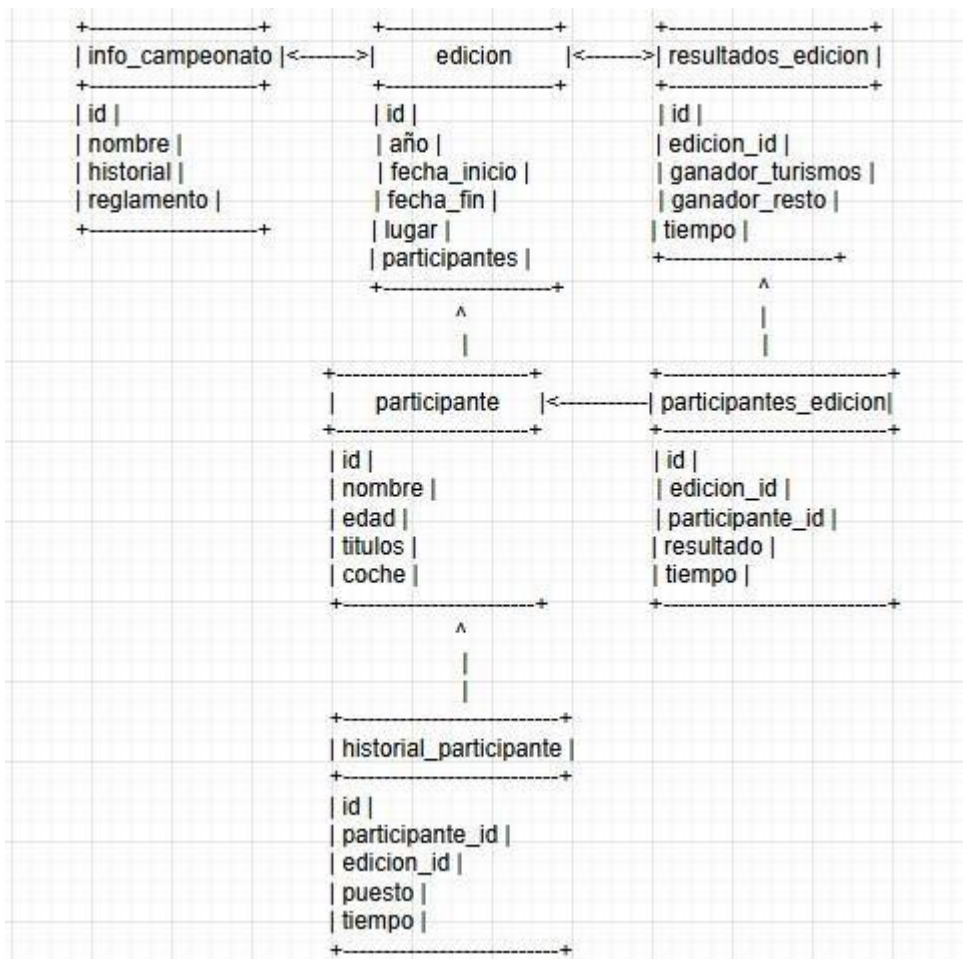 +--------------------+ +--------------------+ +------------------------+
| info_campeonato |<------->| edicion |<------->| resultados_edicion |
+--------------------+ +--------------------+ +------------------------+
| id | | id | | id |
| nombre | | año | | edicion_id |
| historial | | fecha_inicio | | ganador_turismos |
| reglamento | | fecha_fin | | ganador_resto |
+--------------------+ | lugar | | tiempo |
| participantes | +--------------------+
+--------------------+ ^
^ |
| |
+-----------------------+ +---------------------------+
| participante |<----------| participantes_edicion|
+-----------------------+ +---------------------------+
| id | | id |
| nombre | | edicion_id |
| edad | | participante_id |
| titulos | | resultado |
| coche | | tiempo |
+-----------------------+ +---------------------------+
^
|
|
+--------------------------+
| historial_participante |
+--------------------------+
| id |
| participante_id |
| edicion_id |
| puesto |
| tiempo |
+--------------------------+